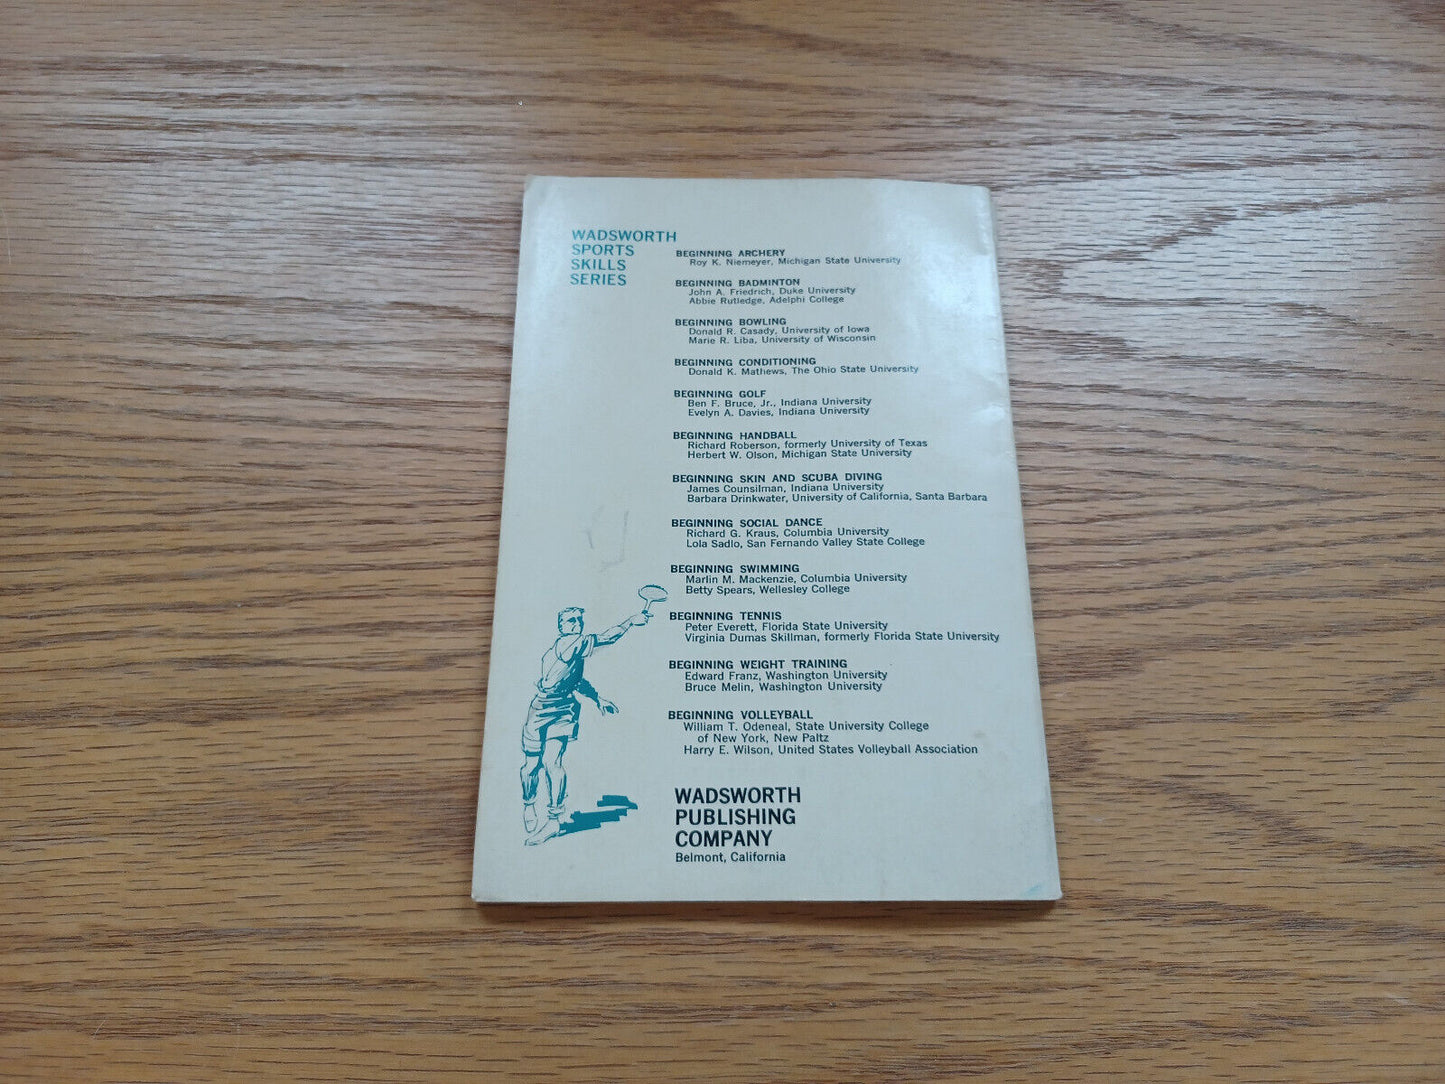 WADSWORTH
SPORTS
SKILLS
SERIES
BEGINNING ARCHERY
Roy K. Niemeyer, Michigan State University
BEGINNING BADMINTON
John A. Friedrich, Duke University
Abbie Rutledge, Adelphi College
BEGINNING BOWLING
Donald R. Casady, University of Iowa
Marie R. Liba, University of Wisconsin
BEGINNING CONDITIONING
Donald K. Mathews, The Ohio State University
BEGINNING GOLF
Ben F. Bruce, Jr., Indiana University
Evelyn A. Davies, Indiana University
BEGINNING HANDBALL
Richard Roberson, formerly University of Texas
Herbert W. Olson, Michigan State University
BEGINNING SKIN AND SCUBA DIVING
James Counsilman, Indiana University
Barbara Drinkwater, University of California, Santa Barbara
BEGINNING SOCIAL DANCE
Richard G. Kraus, Columbia University
Lola Sadlo, San Fernando Valley State College
BEGINNING SWIMMING
Marlin M. Mackenzie, Columbia University
Betty Spears, Wellesley College
BEGINNING TENNIS
Peter Everett, Florida State University
Virginia Dumas Skillman, formerly Florida State University
BEGINNING WEIGHT TRAINING
Edward Franz, Washington University
Bruce Melin, Washington University
BEGINNING VOLLEYBALL
William T. Odeneal, State University College
of New York, New Paltz
Harry E. Wilson, United States Volleyball Association
WADSWORTH
PUBLISHING
COMPANY
Belmont, California